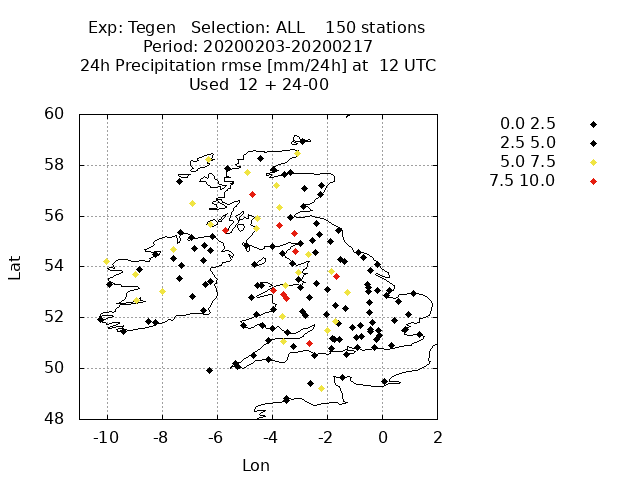 Exp: Tegen   Selection: ALL    150 stations
Period: 20200203-20200217
24h Precipitation rmse [mm/24h] at  12 UTC
Used  12 + 24-00
0.0 2.5
2.5 5.0
5.0 7.5
7.5 10.0
60
58
56
54
52
50
48
Lat
-10 -8 -6 -4 -2 0 2
Lon